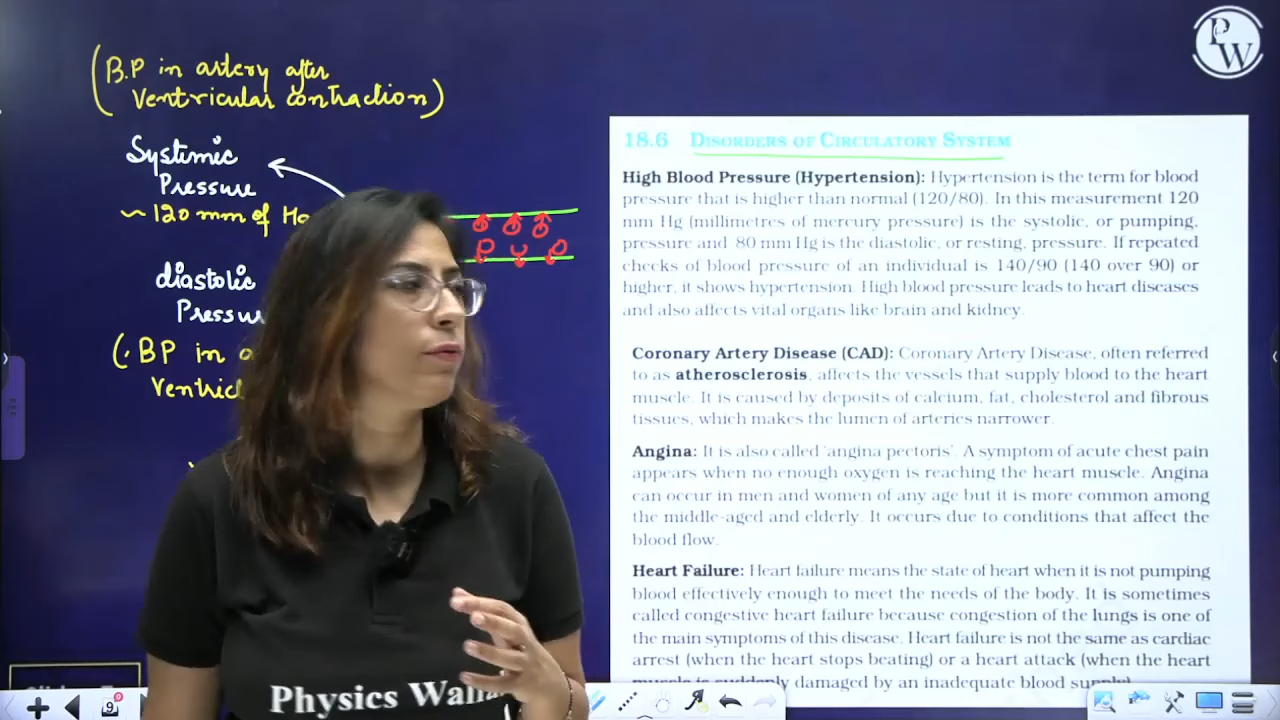 (B.P in artery after
Ventricular contraction)
Systimic
Pressure
~ 120 mm of
diastolic
Pressu
(. BP in a
Ventric
PW
18.6 DISORDERS OF CIRCULATORY SYSTEM
High Blood Pressure (Hypertension): Hypertension is the term for blood
pressure that is higher than normal (120/80). In this measurement 120
mm Hg (millimetres of mercury pressure) is the systolic, or pumping,
pressure and 80 mm Hg is the diastolic, or resting, pressure. If repeated
checks of blood pressure of an individual is 140/90 (140 over 90) or
higher, it shows hypertension. High blood pressure leads to heart diseases
and also affects vital organs like brain and kidney.
Coronary Artery Disease (CAD): Coronary Artery Disease, often referred
to as atherosclerosis, affects the vessels that supply blood to the heart
muscle. It is caused by deposits of calcium, fat, cholesterol and fibrous
tissues, which makes the lumen of arteries narrower.
Angina: It is also called 'angina pectoris'. A symptom of acute chest pain
appears when no enough oxygen is reaching the heart muscle. Angina
can occur in men and women of any age but it is more common among
the middle-aged and elderly. It occurs due to conditions that affect the
blood flow.
Heart Failure: Heart failure means the state of heart when it is not pumping
blood effectively enough to meet the needs of the body. It is sometimes
called congestive heart failure because congestion of the lungs is one of
the main symptoms of this disease. Heart failure is not the same as cardiac
arrest (when the heart stops beating) or a heart attack (when the heart
muscle is suddenly damaged by an inadequate blood supply).
Physics Walla
9